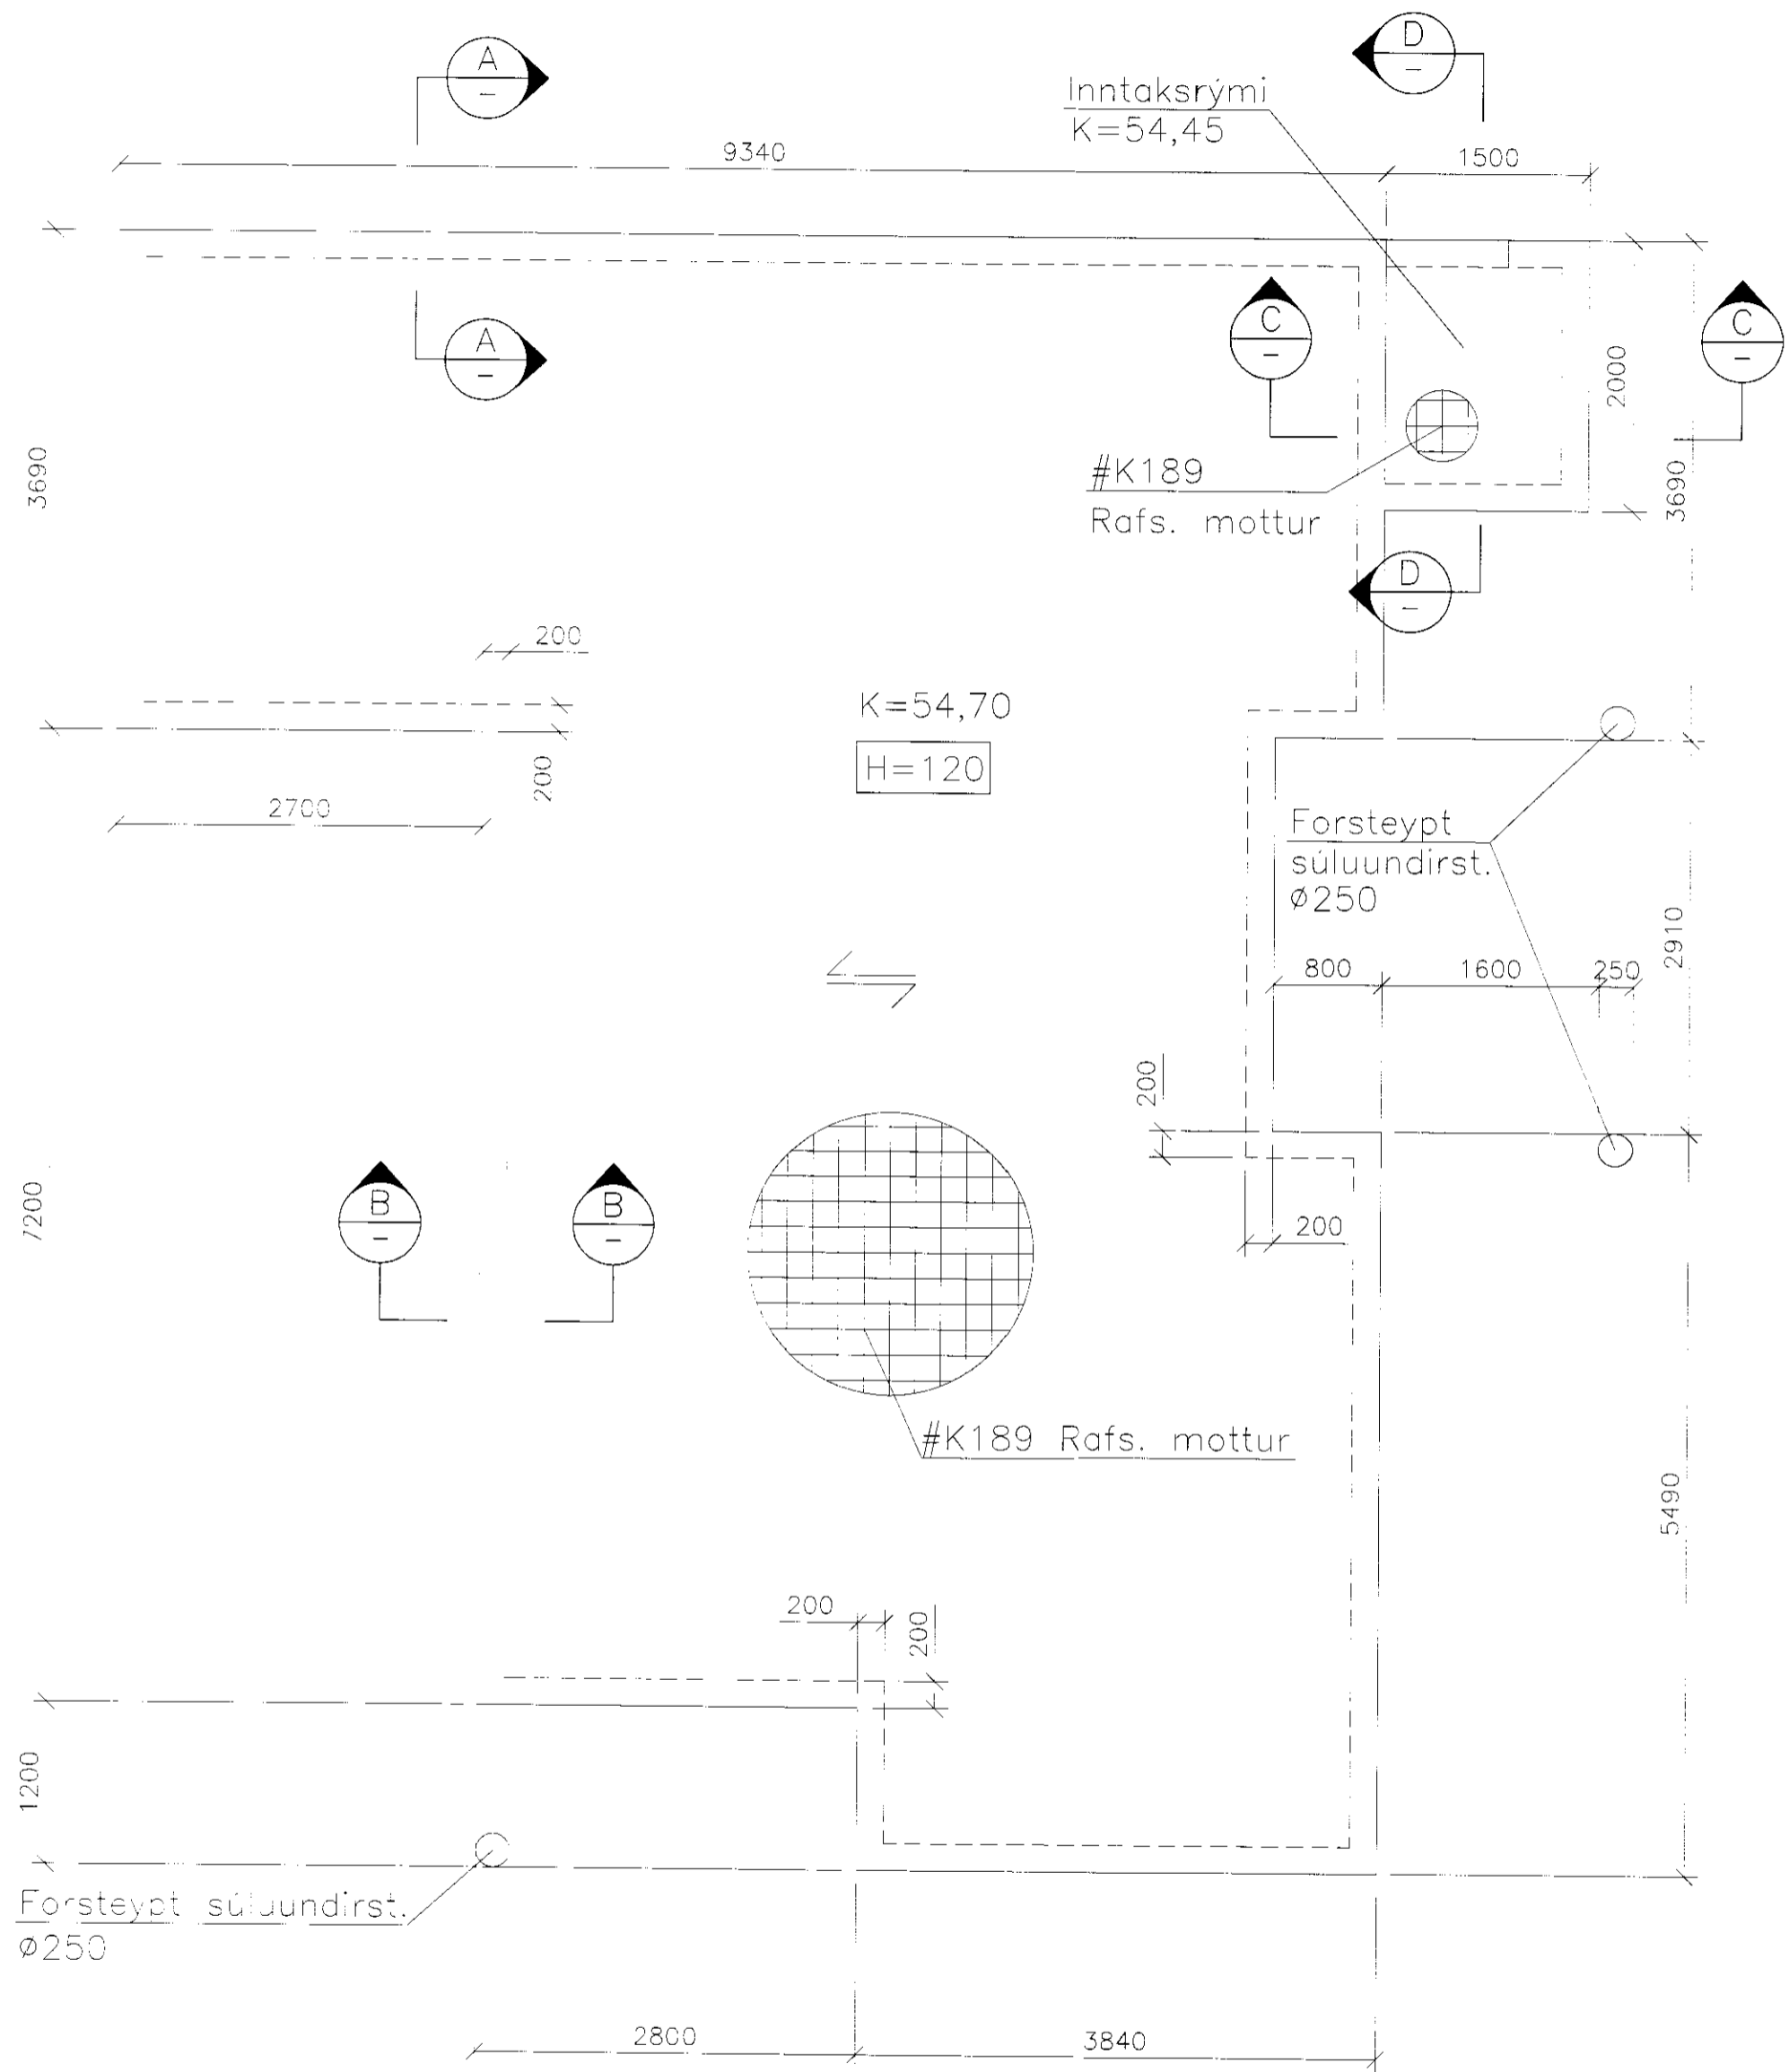 A
-
D
-
Inntaksrými
K=54,45
9340
1500
A
-
C
-
C
-
2000
3690
#K189
Rafs. mottur
3690
D
-
200
K=54,70
H=120
200
2700
Forsteypt
súluundirst.
ø250
2910
800
1600
250
200
7200
B
-
B
-
200
#K189 Rafs. mottur
5490
200
200
1200
Forsteypt súluundirst.
ø250
2800
3840